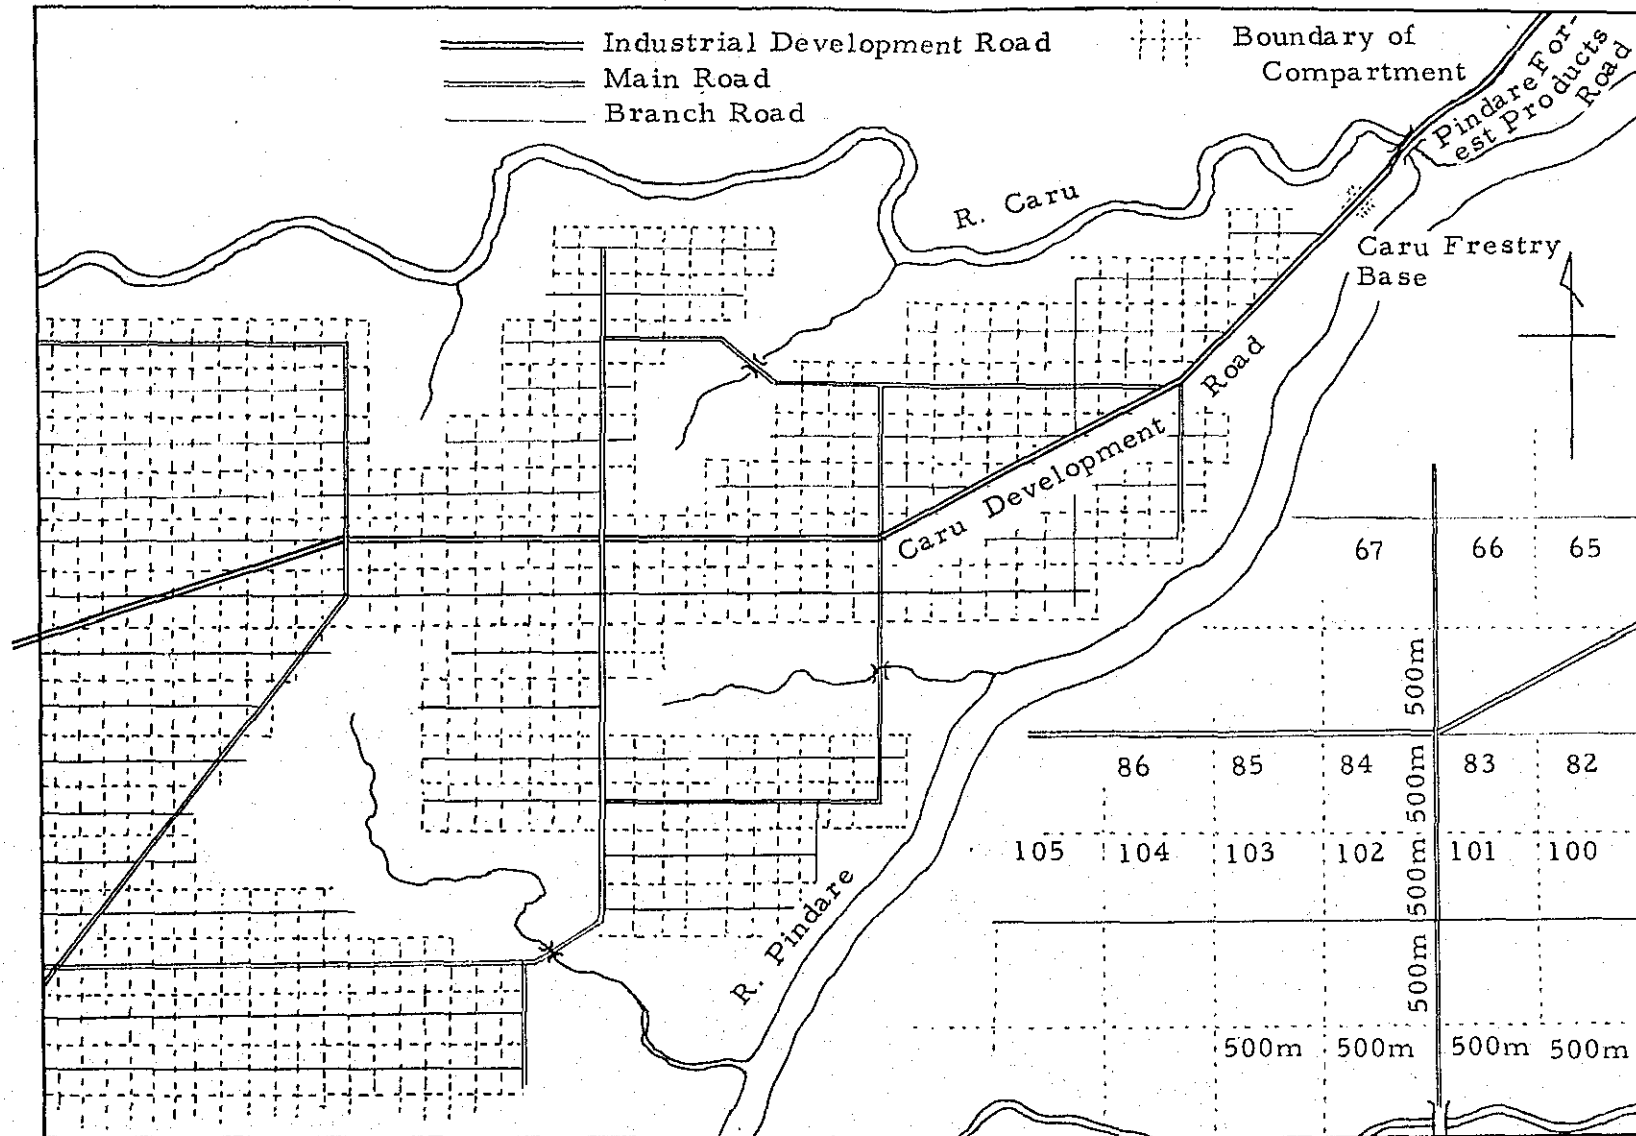 Industrial Development Road
Main Road
Branch Road
Boundary of
Compartment
Pindare For-
est Products
Road
R. Caru
Caru Frestry
Base
Caru Development Road
R. Pindare
67 66 65
500m
86 85 84 83 82
500m
105 104 103 102 101 100
500m
500m
500m 500m 500m 500m